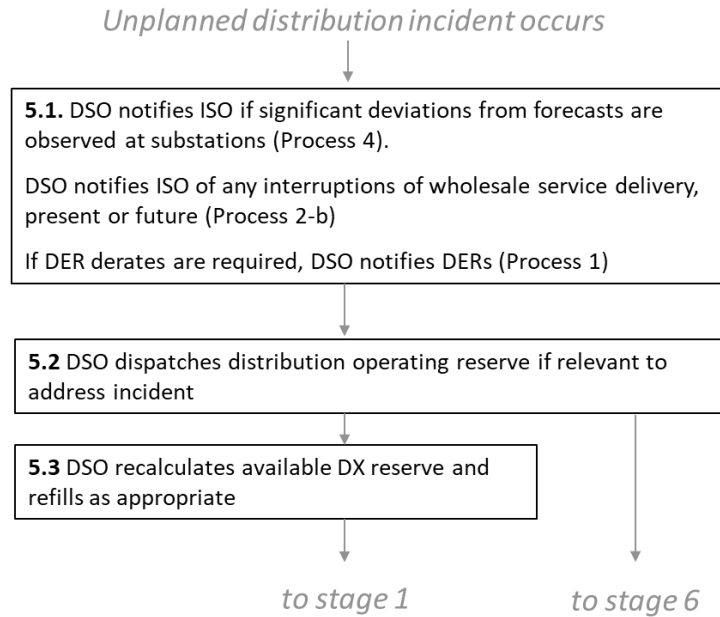 Unplanned distribution incident occurs
5.1. DSO notifies ISO if significant deviations from forecasts are
observed at substations (Process 4).
DSO notifies ISO of any interruptions of wholesale service delivery,
present or future (Process 2-b)
If DER derates are required, DSO notifies DERs (Process 1)
5.2 DSO dispatches distribution operating reserve if relevant to
address incident
5.3 DSO recalculates available DX reserve and
refills as appropriate
to stage 1
to stage 6